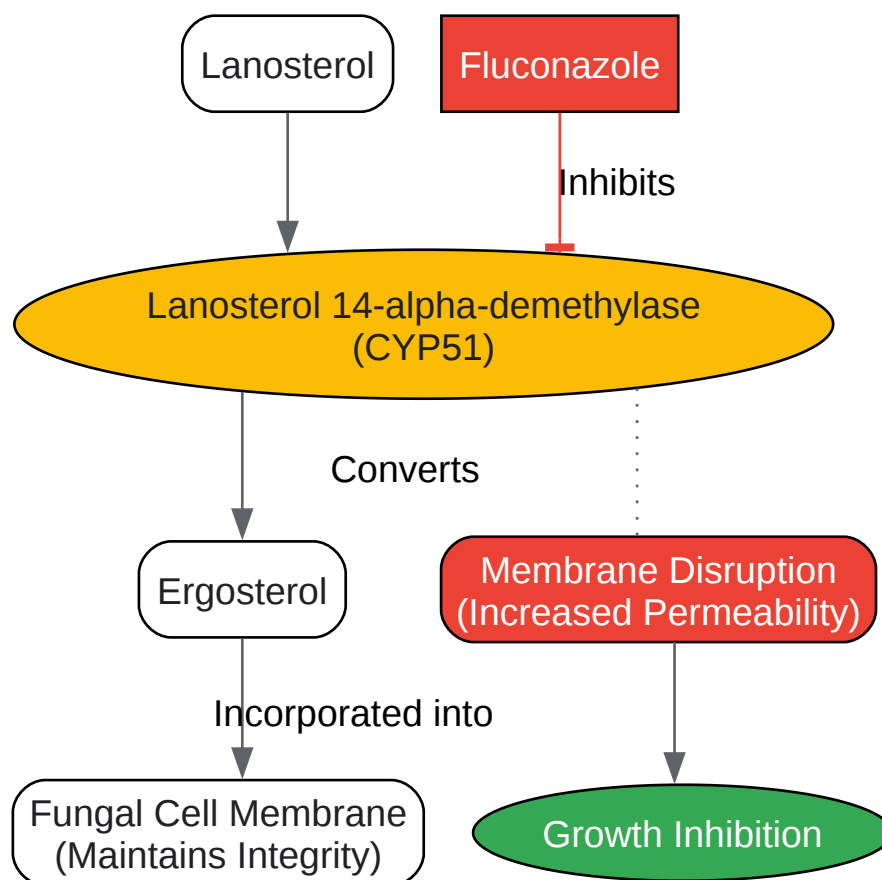 Lanosterol
Fluconazole
Inhibits
Lanosterol 14-alpha-demethylase
(CYP51)
Converts
Ergosterol
Membrane Disruption
(Increased Permeability)
Incorporated into
Fungal Cell Membrane
(Maintains Integrity)
Growth Inhibition